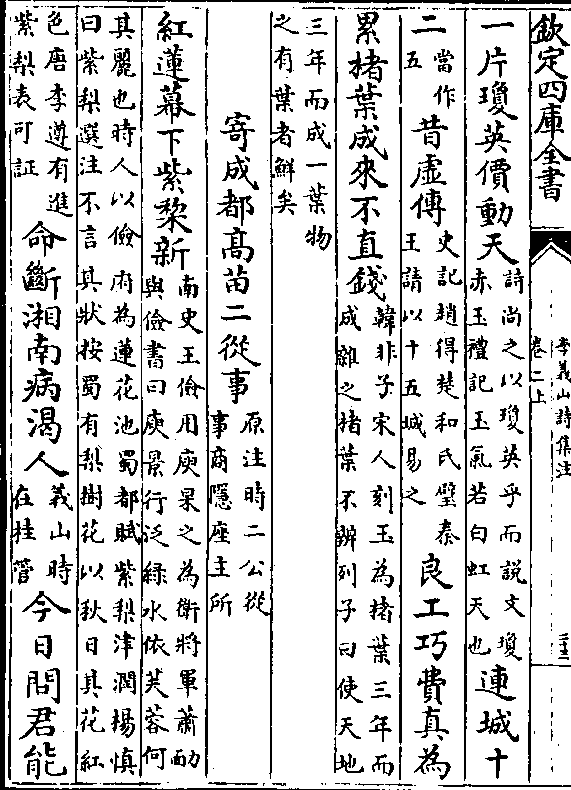 欽定四庫全書
李義山詩集注
卷二上
一片瓊英價動天詩尚之以瓊英乎而説文瓊赤玉禮記玉氣若白虹天也連城十
二當作五昔虛傳史記趙得楚和氏璧秦王請以十五城易之良工巧費真為
累楮葉成來不直錢韓非子宋人刻玉為楮葉三年而成雜之楮葉不辨列子曰使天地
三年而成一葉物之有葉者鮮矣
寄成都高苗二從事原注時二公從事商隱座主所
紅蓮幕下紫黎新南史王儉用庾杲之為衛將軍蕭勔與儉書曰庾景行泛綠水依芙蓉何
其麗也時人以儉府為蓮花池蜀都賦紫梨津潤楊慎曰紫梨選注不言其狀按蜀有梨樹花以秋日其花紅
色唐李遵有進紫梨表可証命斷湘南病渴人義山時在桂管今日問君能